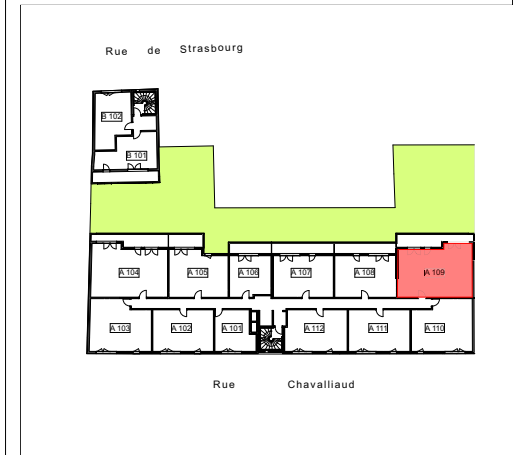 Rue de Strasbourg
B 102
B 101
A 104 A 105 A 106 A 107 A 108 A 109
A 103 A 102 A 101 A 112 A 111 A 110
Rue Chavalliaud